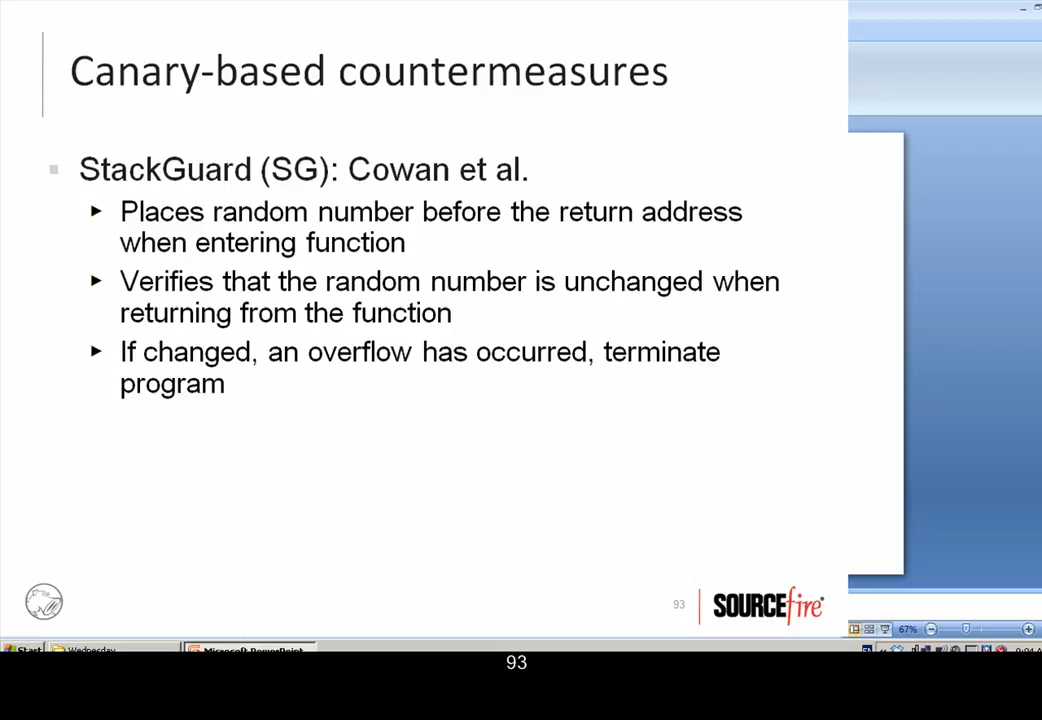 Canary-based countermeasures
StackGuard (SG): Cowan et al.
Places random number before the return address
when entering function
Verifies that the random number is unchanged when
returning from the function
If changed, an overflow has occurred, terminate
program
93
SOURCEfire
67%
Start
Wednesday
Microsoft PowerPoint
93